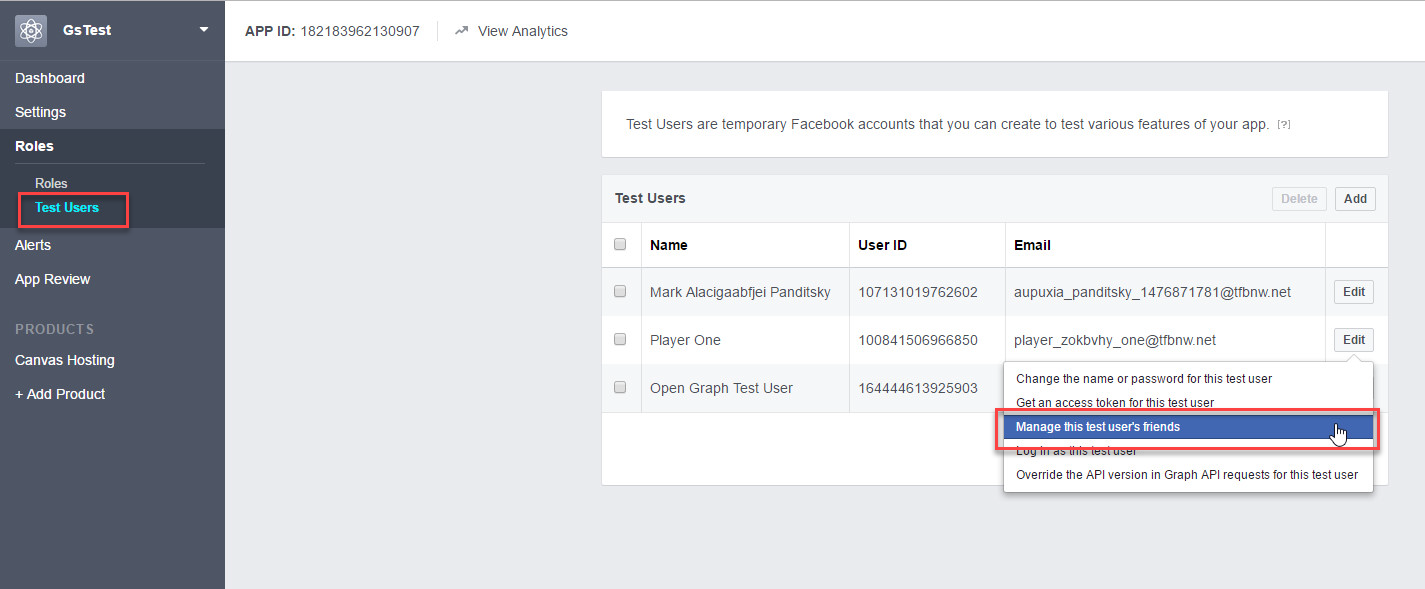 GsTest
APP ID: 182183962130907 View Analytics
Dashboard
Settings
Roles
Roles
Test Users
Alerts
App Review
PRODUCTS
Canvas Hosting
+ Add Product
Test Users are temporary Facebook accounts that you can create to test various features of your app. [?]
Test Users Delete Add
Name User ID Email
Mark Alacigaabfjei Panditsky 107131019762602 aupuxia_panditsky_1476871781@tfbnw.net Edit
Player One 100841506966850 player_zokbvhy_one@tfbnw.net Edit
Open Graph Test User 164444613925903
Change the name or password for this test user
Get an access token for this test user
Manage this test user's friends
Log in as this test user
Override the API version in Graph API requests for this test user